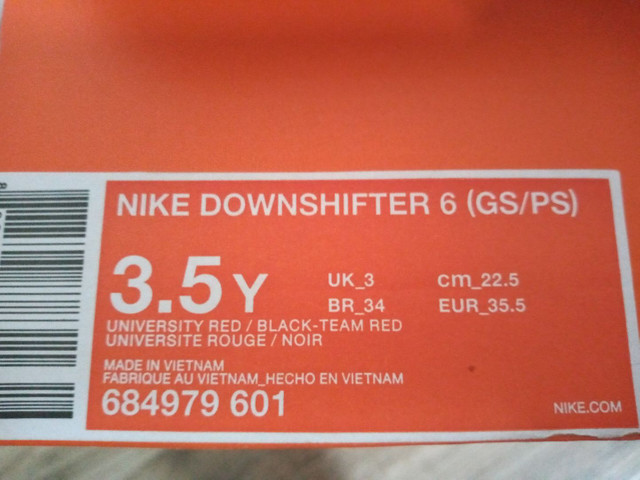 NIKE DOWNSHIFTER 6 (GS/PS)
3.5 Y
UK_3 cm_22.5
BR_34 EUR_35.5
UNIVERSITY RED / BLACK-TEAM RED
UNIVERSITE ROUGE / NOIR
MADE IN VIETNAM
FABRIQUE AU VIETNAM_HECHO EN VIETNAM
684979 601
NIKE.COM